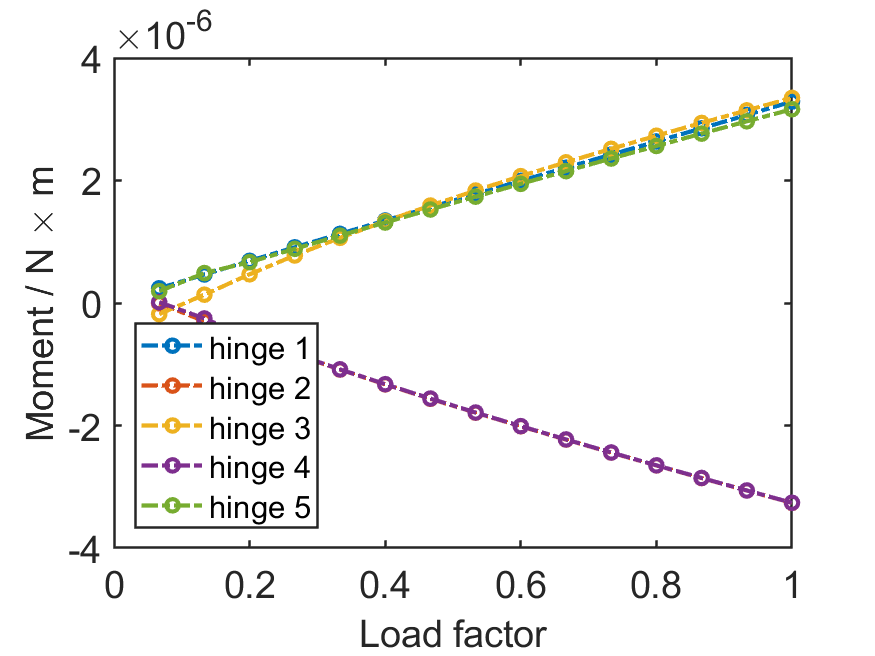 ×10⁻⁶
4
2
0
-2
-4
Moment / N × m
hinge 1
hinge 2
hinge 3
hinge 4
hinge 5
0 0.2 0.4 0.6 0.8 1
Load factor